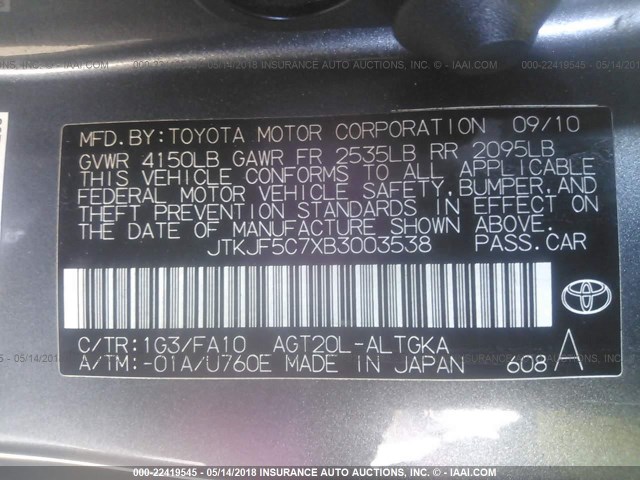 000-22419545 - 05/14/2018 INSURANCE AUTO AUCTIONS, INC. - © - IAAI.COM
MFD.BY:TOYOTA MOTOR CORPORATION 09/10
GVWR 4150LB GAWR FR 2535LB RR 2095LB
THIS VEHICLE CONFORMS TO ALL APPLICABLE
FEDERAL MOTOR VEHICLE SAFETY,BUMPER,AND
THEFT PREVENTION STANDARDS IN EFFECT ON
THE DATE OF MANUFACTURE SHOWN ABOVE.
JTKJF5C7XB3003538 PASS.CAR
C/TR:1G3/FA10 AGT20L-ALTGKA
A/TM:-01A/U760E MADE IN JAPAN 608 A
000-22419545 - 05/14/2018 INSURANCE AUTO AUCTIONS, INC. - © - IAAI.COM